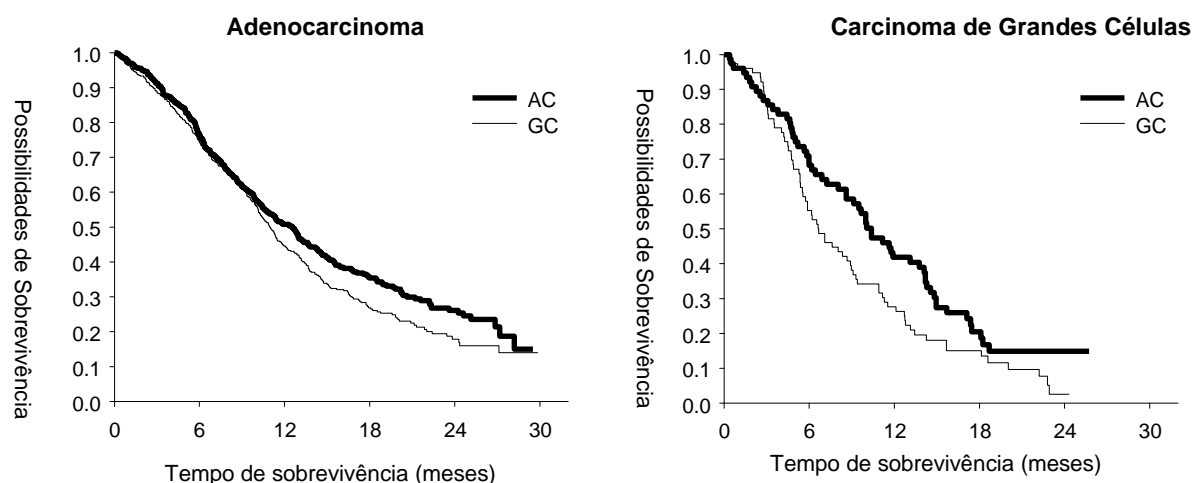 Adenocarcinoma
Possibilidades de Sobrevivência
1.0
0.9
0.8
0.7
0.6
0.5
0.4
0.3
0.2
0.1
0.0
AC
GC
0 6 12 18 24 30
Tempo de sobrevivência (meses)
Carcinoma de Grandes Células
Possibilidades de Sobrevivência
1.0
0.9
0.8
0.7
0.6
0.5
0.4
0.3
0.2
0.1
0.0
AC
GC
0 6 12 18 24 30
Tempo de sobrevivência (meses)